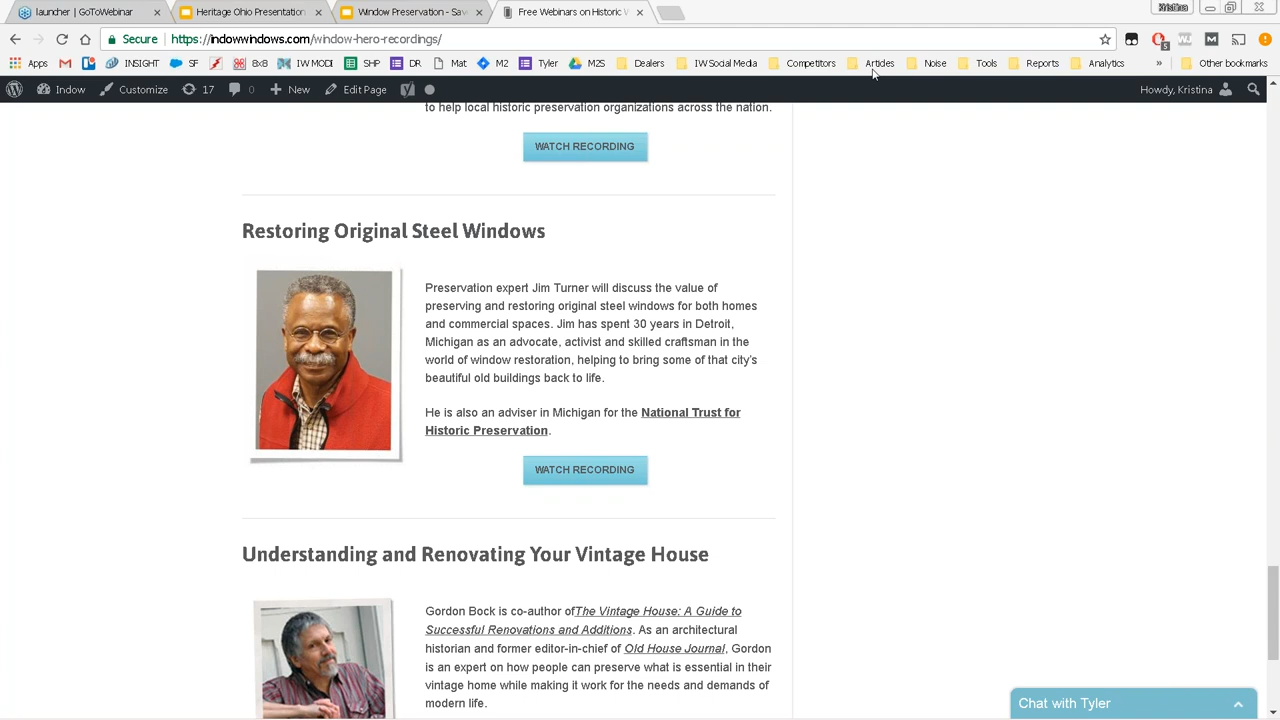 launcher | GoToWebinar
Heritage Ohio Presentation
Window Preservation - Sav
Free Webinars on Historic W
Kristina
Secure
https://indowwindows.com/window-hero-recordings/
5
Apps
INSIGHT
SF
BxB
IW MODI
SHP
DR
Mar
M2
Tyler
M2S
Dealers
IW Social Media
Competitors
Articles
Noise
Tools
Reports
Analytics
»
Other bookmarks
Indow
Customize
17
0
New
Edit Page
Howdy, Kristina
to help local historic preservation organizations across the nation.
WATCH RECORDING
Restoring Original Steel Windows
Preservation expert Jim Turner will discuss the value of
preserving and restoring original steel windows for both homes
and commercial spaces. Jim has spent 30 years in Detroit,
Michigan as an advocate, activist and skilled craftsman in the
world of window restoration, helping to bring some of that city's
beautiful old buildings back to life.
He is also an adviser in Michigan for the National Trust for
Historic Preservation.
WATCH RECORDING
Understanding and Renovating Your Vintage House
Gordon Bock is co-author ofThe Vintage House: A Guide to
Successful Renovations and Additions. As an architectural
historian and former editor-in-chief of Old House Journal, Gordon
is an expert on how people can preserve what is essential in their
vintage home while making it work for the needs and demands of
modern life.
Chat with Tyler